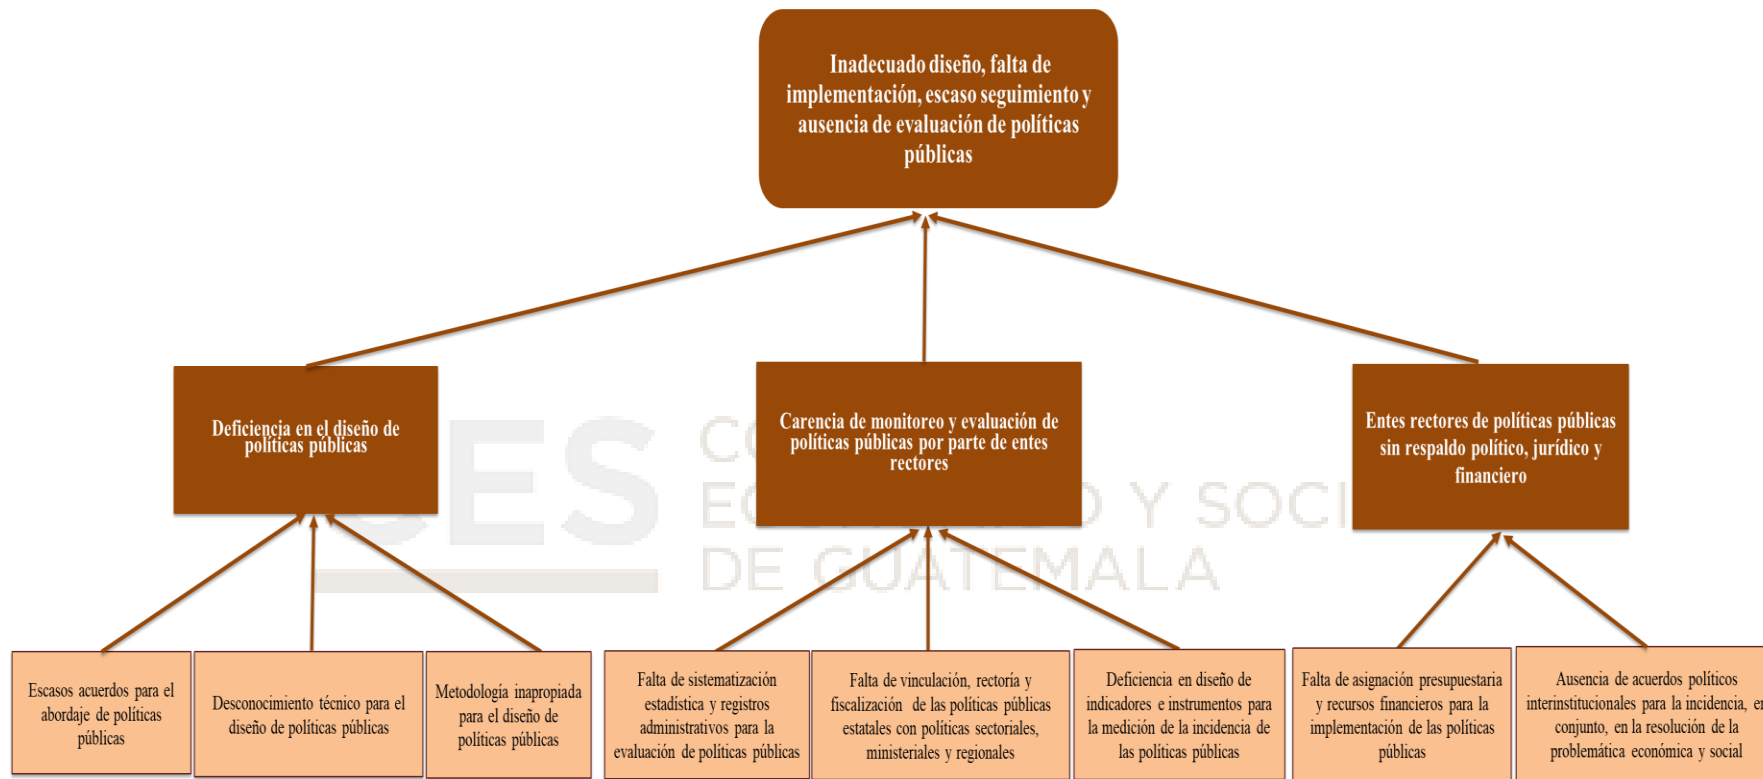 Inadecuado diseño, falta de
implementación, escaso seguimiento y
ausencia de evaluación de políticas
públicas
Deficiencia en el diseño de
políticas públicas
Carencia de monitoreo y evaluación de
políticas públicas por parte de entes
rectores
Entes rectores de políticas públicas
sin respaldo político, jurídico y
financiero
CES
Y SOCI
DE GUATEMALA
Escasos acuerdos para el
abordaje de políticas
públicas
Desconocimiento técnico para el
diseño de políticas públicas
Metodología inapropiada
para el diseño de
políticas públicas
Falta de sistematización
estadística y registros
administrativos para la
evaluación de políticas públicas
Falta de vinculación, rectoría y
fiscalización de las políticas públicas
estatales con políticas sectoriales,
ministeriales y regionales
Deficiencia en diseño de
indicadores e instrumentos para
la medición de la incidencia de
las políticas públicas
Falta de asignación presupuestaria
y recursos financieros para la
implementación de las políticas
públicas
Ausencia de acuerdos políticos
interinstitucionales para la incidencia, en
conjunto, en la resolución de la
problemática económica y social